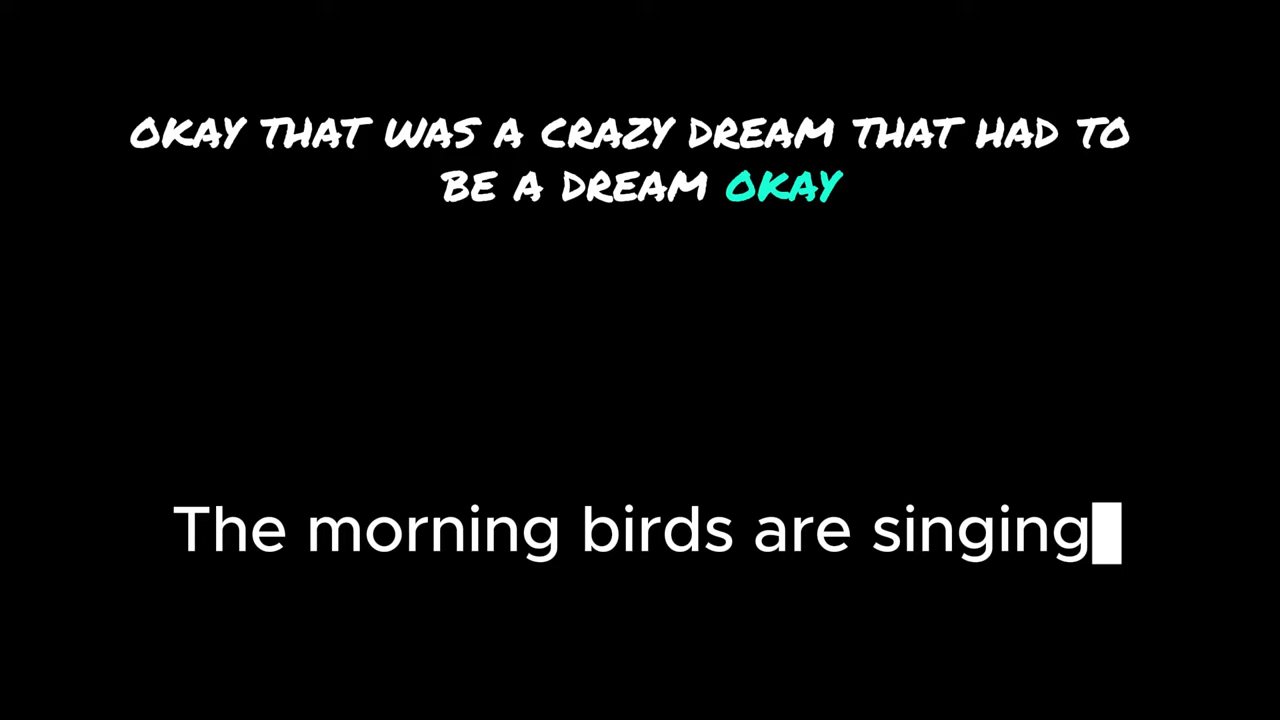 OKAY THAT WAS A CRAZY DREAM THAT HAD TO
BE A DREAM OKAY
The morning birds are singing